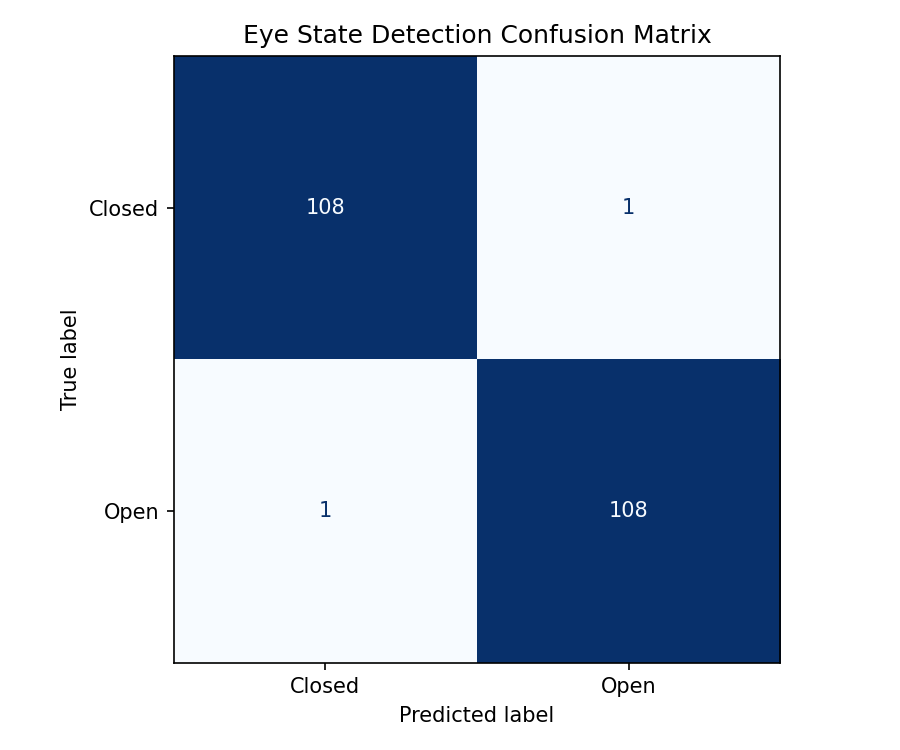 Eye State Detection Confusion Matrix
Closed
108
1
True label
Open
1
108
Closed
Open
Predicted label